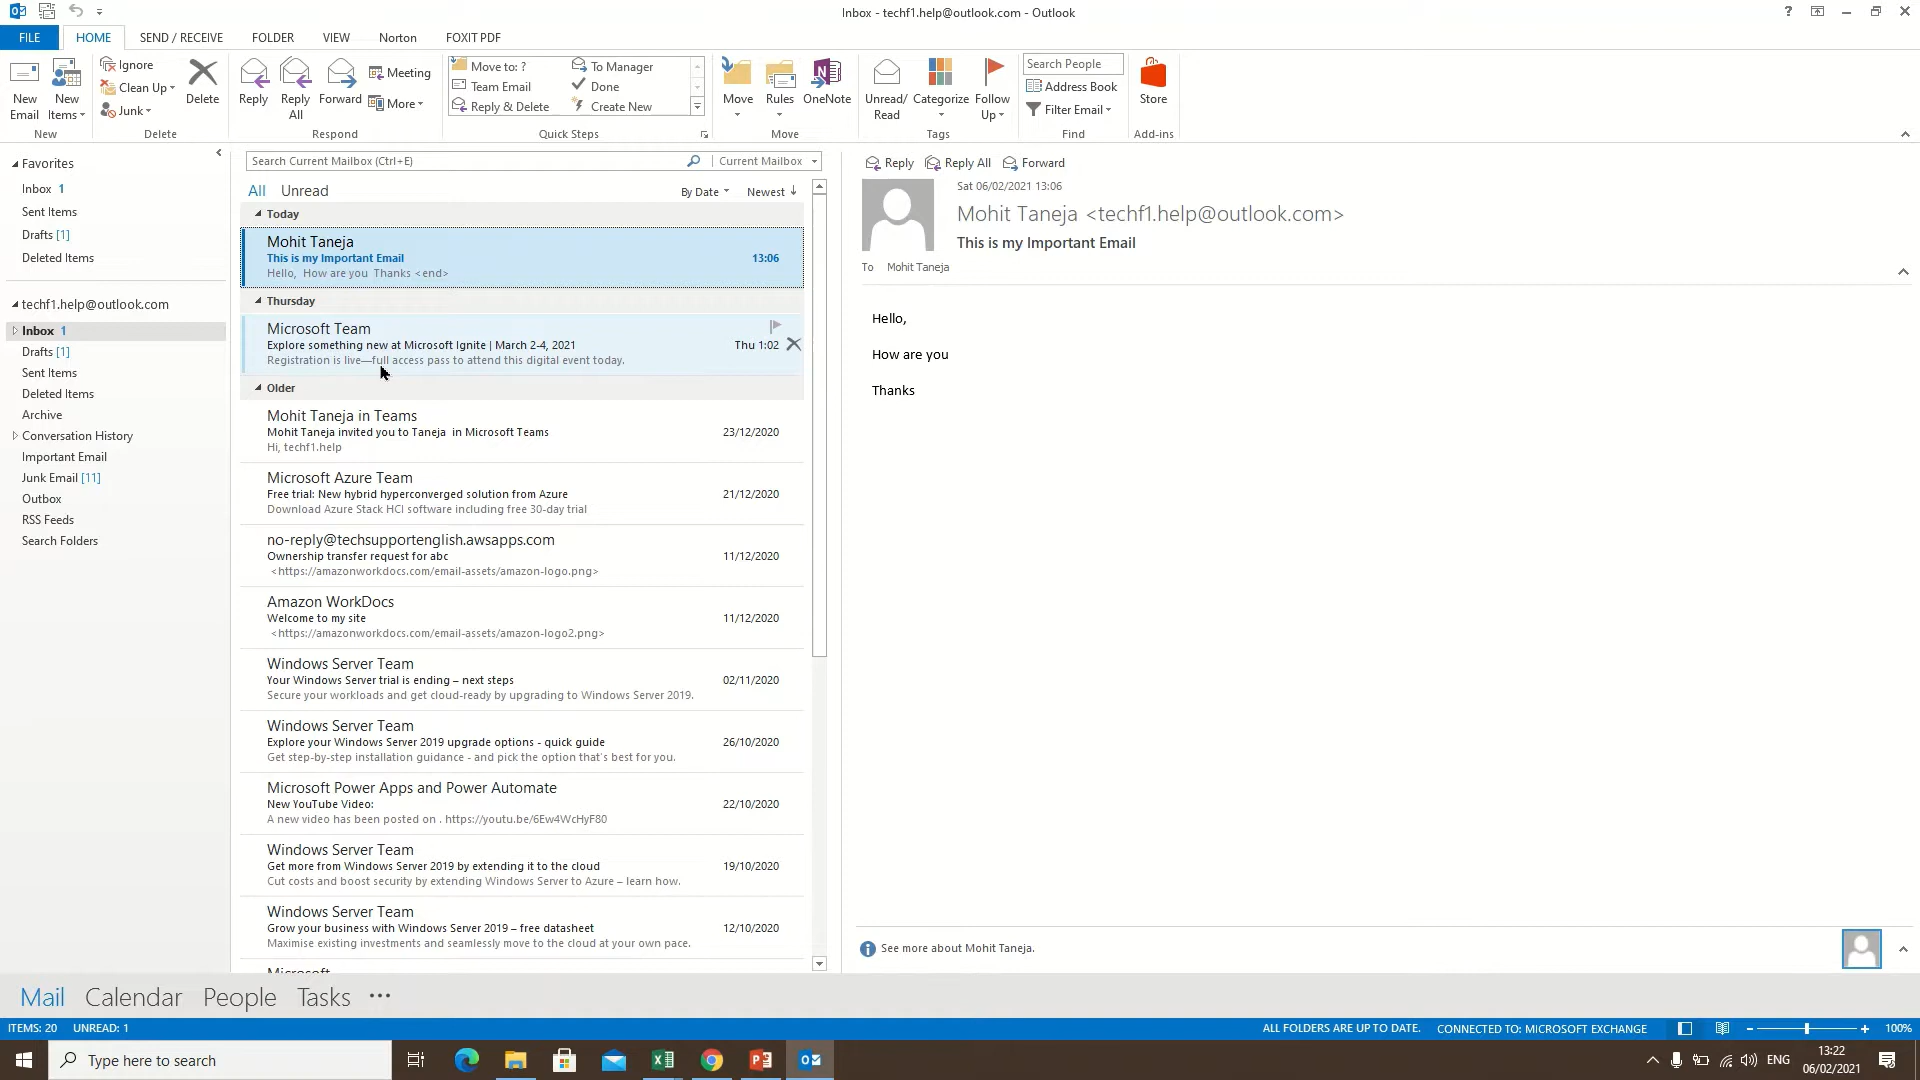 Inbox - techf1.help@outlook.com - Outlook
FILE HOME SEND / RECEIVE FOLDER VIEW Norton FOXIT PDF
New Email
New Items
New
Ignore
Clean Up
Junk
Delete
Delete
Reply
Reply All
Forward
Meeting
More
Respond
Move to: ?
Team Email
Reply & Delete
To Manager
Done
Create New
Quick Steps
Move
Rules
OneNote
Move
Unread/ Read
Categorize
Follow Up
Tags
Search People
Address Book
Filter Email
Find
Store
Add-ins
Favorites
Inbox 1
Sent Items
Drafts [1]
Deleted Items
techf1.help@outlook.com
Inbox 1
Drafts [1]
Sent Items
Deleted Items
Archive
Conversation History
Important Email
Junk Email [11]
Outbox
RSS Feeds
Search Folders
Search Current Mailbox (Ctrl+E) Current Mailbox
All Unread By Date Newest
Today
Mohit Taneja
This is my Important Email 13:06
Hello, How are you Thanks <end>
Thursday
Microsoft Team
Explore something new at Microsoft Ignite | March 2-4, 2021 Thu 1:02
Registration is live—full access pass to attend this digital event today.
Older
Mohit Taneja in Teams
Mohit Taneja invited you to Taneja in Microsoft Teams 23/12/2020
Hi, techf1.help
Microsoft Azure Team
Free trial: New hybrid hyperconverged solution from Azure 21/12/2020
Download Azure Stack HCI software including free 30-day trial
no-reply@techsupportenglish.awsapps.com
Ownership transfer request for abc 11/12/2020
<https://amazonworkdocs.com/email-assets/amazon-logo.png>
Amazon WorkDocs
Welcome to my site 11/12/2020
<https://amazonworkdocs.com/email-assets/amazon-logo2.png>
Windows Server Team
Your Windows Server trial is ending – next steps 02/11/2020
Secure your workloads and get cloud-ready by upgrading to Windows Server 2019.
Windows Server Team
Explore your Windows Server 2019 upgrade options - quick guide 26/10/2020
Get step-by-step installation guidance - and pick the option that's best for you.
Microsoft Power Apps and Power Automate
New YouTube Video: 22/10/2020
A new video has been posted on . https://youtu.be/6Ew4WcHyF80
Windows Server Team
Get more from Windows Server 2019 by extending it to the cloud 19/10/2020
Cut costs and boost security by extending Windows Server to Azure – learn how.
Windows Server Team
Grow your business with Windows Server 2019 – free datasheet 12/10/2020
Maximise existing investments and seamlessly move to the cloud at your own pace.
Microsoft
Reply Reply All Forward
Sat 06/02/2021 13:06
Mohit Taneja <techf1.help@outlook.com>
This is my Important Email
To Mohit Taneja
Hello,
How are you
Thanks
See more about Mohit Taneja.
Mail Calendar People Tasks
ITEMS: 20 UNREAD: 1 ALL FOLDERS ARE UP TO DATE. CONNECTED TO: MICROSOFT EXCHANGE 100%
Type here to search
ENG
13:22
06/02/2021